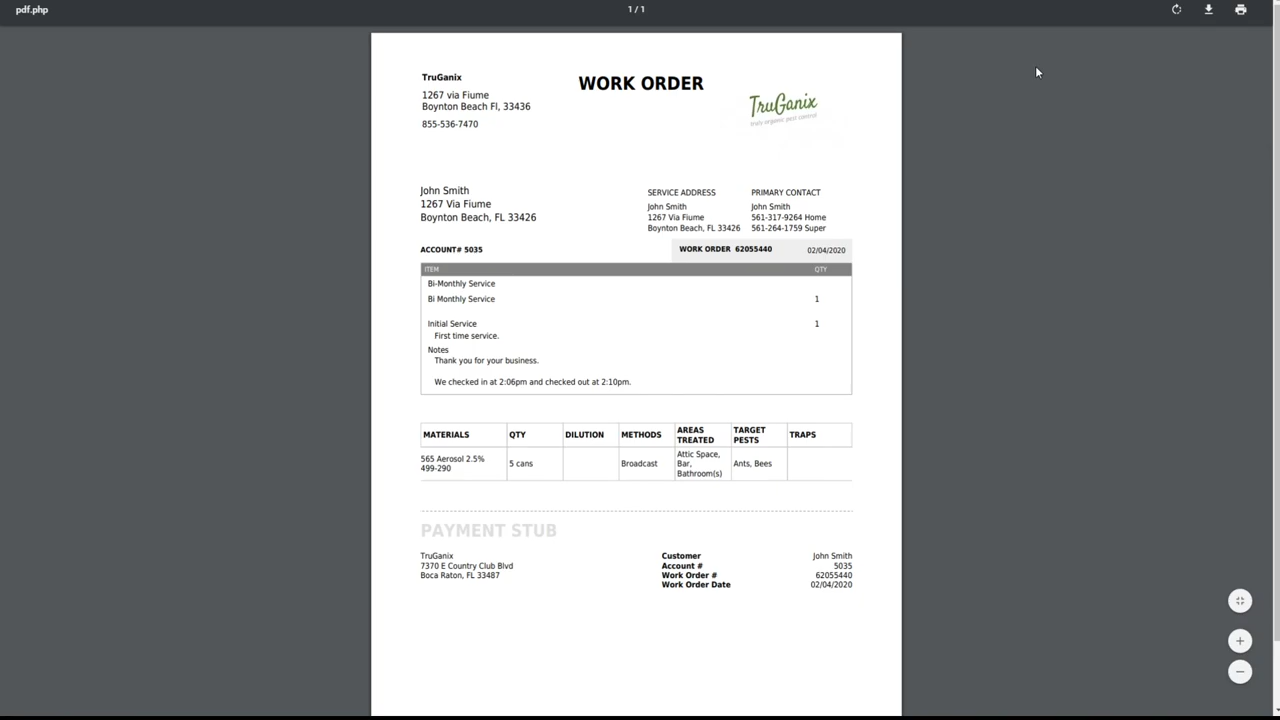 pdf.php
1 / 1
TruGanix
WORK ORDER
1267 via Fiume
Boynton Beach Fl, 33436
855-536-7470
TruGanix
truly organic pest control
John Smith
1267 Via Fiume
Boynton Beach, FL 33426
SERVICE ADDRESS
John Smith
1267 Via Fiume
Boynton Beach, FL 33426
PRIMARY CONTACT
John Smith
561-317-9264 Home
561-264-1759 Super
ACCOUNT# 5035
WORK ORDER 62055440 02/04/2020
ITEM QTY
Bi-Monthly Service
Bi Monthly Service 1
Initial Service 1
First time service.
Notes
Thank you for your business.
We checked in at 2:06pm and checked out at 2:10pm.
MATERIALS QTY DILUTION METHODS AREAS TREATED TARGET PESTS TRAPS
565 Aerosol 2.5% 499-290 5 cans Broadcast Attic Space, Bar, Bathroom(s) Ants, Bees
PAYMENT STUB
TruGanix
7370 E Country Club Blvd
Boca Raton, FL 33487
Customer John Smith
Account # 5035
Work Order # 62055440
Work Order Date 02/04/2020